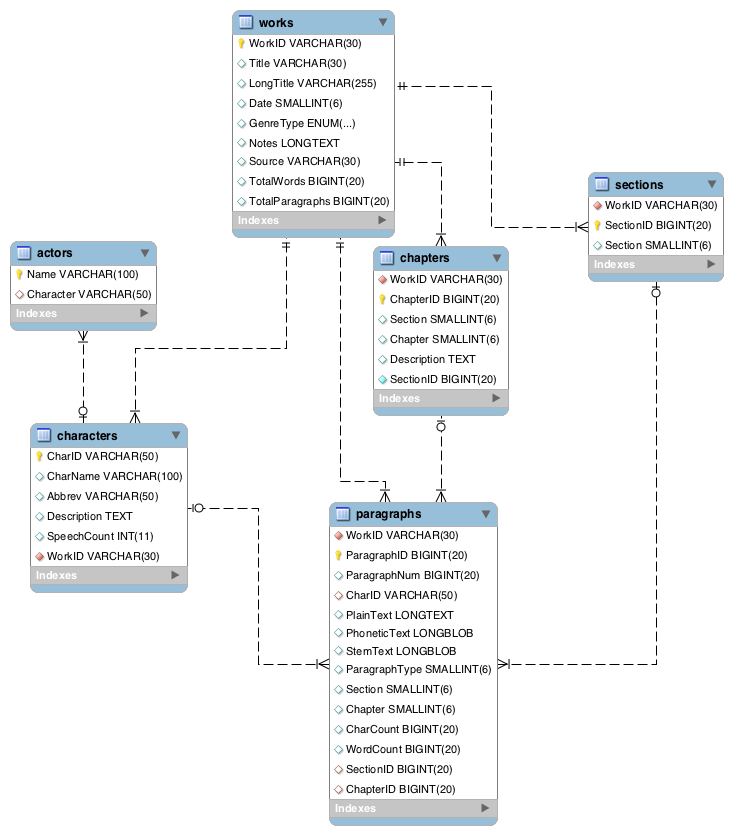 works
WorkID VARCHAR(30)
Title VARCHAR(30)
LongTitle VARCHAR(255)
Date SMALLINT(6)
GenreType ENUM(...)
Notes LONGTEXT
Source VARCHAR(30)
TotalWords BIGINT(20)
TotalParagraphs BIGINT(20)
Indexes
sections
WorkID VARCHAR(30)
SectionID BIGINT(20)
Section SMALLINT(6)
Indexes
actors
Name VARCHAR(100)
Character VARCHAR(50)
Indexes
chapters
WorkID VARCHAR(30)
ChapterID BIGINT(20)
Section SMALLINT(6)
Chapter SMALLINT(6)
Description TEXT
SectionID BIGINT(20)
Indexes
characters
CharID VARCHAR(50)
CharName VARCHAR(100)
Abbrev VARCHAR(50)
Description TEXT
SpeechCount INT(11)
WorkID VARCHAR(30)
Indexes
paragraphs
WorkID VARCHAR(30)
ParagraphID BIGINT(20)
ParagraphNum BIGINT(20)
CharID VARCHAR(50)
PlainText LONGTEXT
PhoneticText LONGBLOB
StemText LONGBLOB
ParagraphType SMALLINT(6)
Section SMALLINT(6)
Chapter SMALLINT(6)
CharCount BIGINT(20)
WordCount BIGINT(20)
SectionID BIGINT(20)
ChapterID BIGINT(20)
Indexes